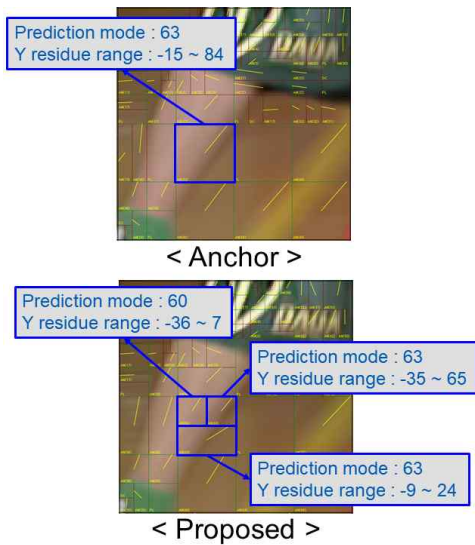 Prediction mode : 63
Y residue range : -15 ~ 84
< Anchor >
Prediction mode : 60
Y residue range : -36 ~ 7
Prediction mode : 63
Y residue range : -35 ~ 65
Prediction mode : 63
Y residue range : -9 ~ 24
< Proposed >